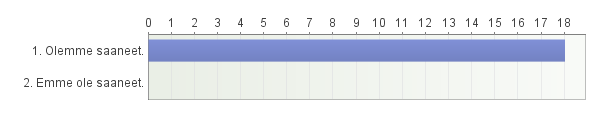 0 1 2 3 4 5 6 7 8 9 10 11 12 13 14 15 16 17 18
1. Olemme saaneet.
2. Emme ole saaneet.